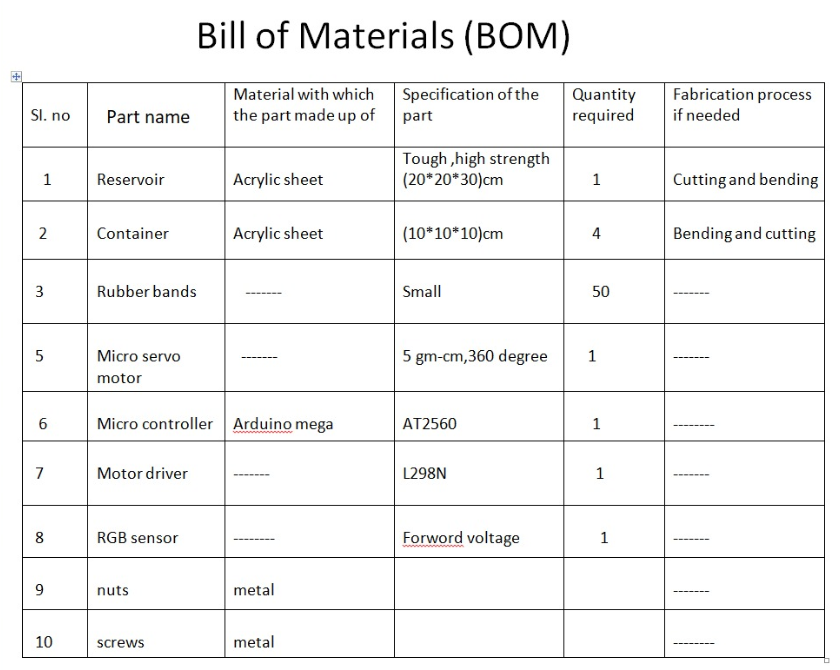 Bill of Materials (BOM)
Sl. no Part name Material with which the part made up of Specification of the part Quantity required Fabrication process if needed
1 Reservoir Acrylic sheet Tough ,high strength (20*20*30)cm 1 Cutting and bending
2 Container Acrylic sheet (10*10*10)cm 4 Bending and cutting
3 Rubber bands ------- Small 50 -------
5 Micro servo motor ------- 5 gm-cm,360 degree 1 -------
6 Micro controller Arduino mega AT2560 1 --------
7 Motor driver ------- L298N 1 -------
8 RGB sensor -------- Forword voltage 1 -------
9 nuts metal -------
10 screws metal --------